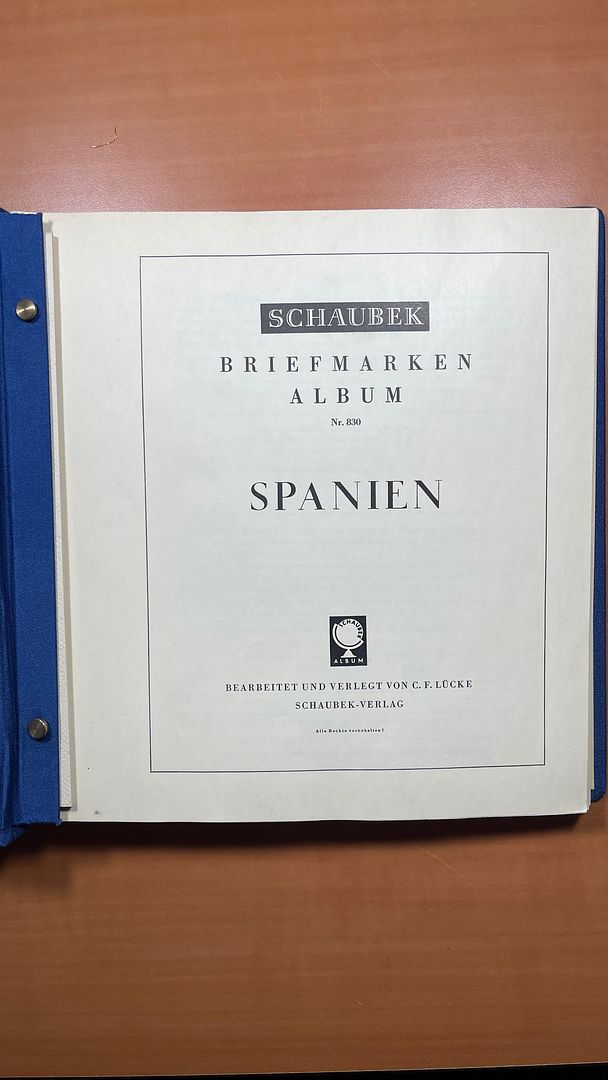 SCHAUBEK
BRIEFMARKEN
ALBUM
Nr. 830
SPANIEN
SCHAUBEK
ALBUM
BEARBEITET UND VERLEGT VON C. F. LÜCKE
SCHAUBEK-VERLAG
Alle Rechte vorbehalten!